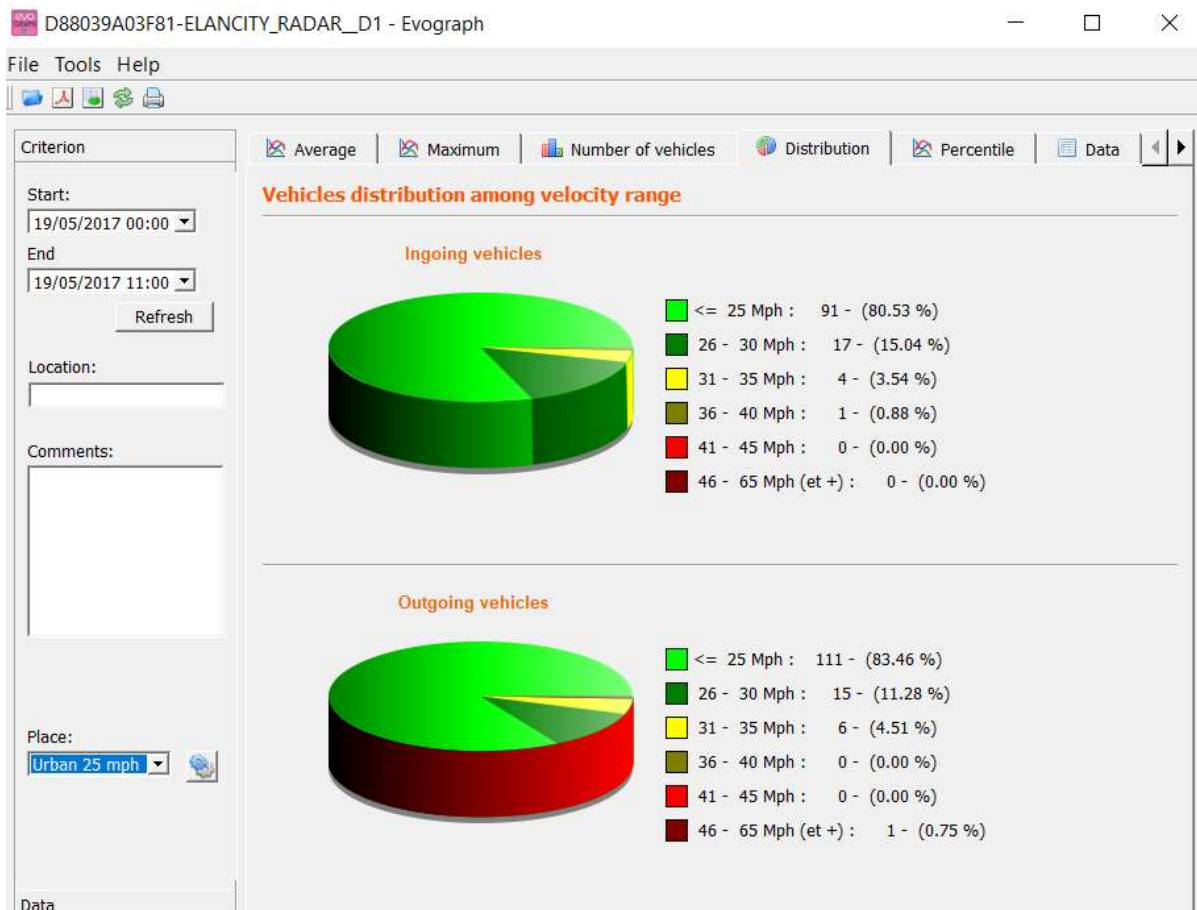 D88039A03F81-ELANCITY_RADAR__D1 - Evograph
File Tools Help
Criterion
Start:
19/05/2017 00:00
End
19/05/2017 11:00
Refresh
Location:
Comments:
Place:
Urban 25 mph
Data
Average Maximum Number of vehicles Distribution Percentile Data
Vehicles distribution among velocity range
Ingoing vehicles
<= 25 Mph : 91 - (80.53 %)
26 - 30 Mph : 17 - (15.04 %)
31 - 35 Mph : 4 - (3.54 %)
36 - 40 Mph : 1 - (0.88 %)
41 - 45 Mph : 0 - (0.00 %)
46 - 65 Mph (et +) : 0 - (0.00 %)
Outgoing vehicles
<= 25 Mph : 111 - (83.46 %)
26 - 30 Mph : 15 - (11.28 %)
31 - 35 Mph : 6 - (4.51 %)
36 - 40 Mph : 0 - (0.00 %)
41 - 45 Mph : 0 - (0.00 %)
46 - 65 Mph (et +) : 1 - (0.75 %)